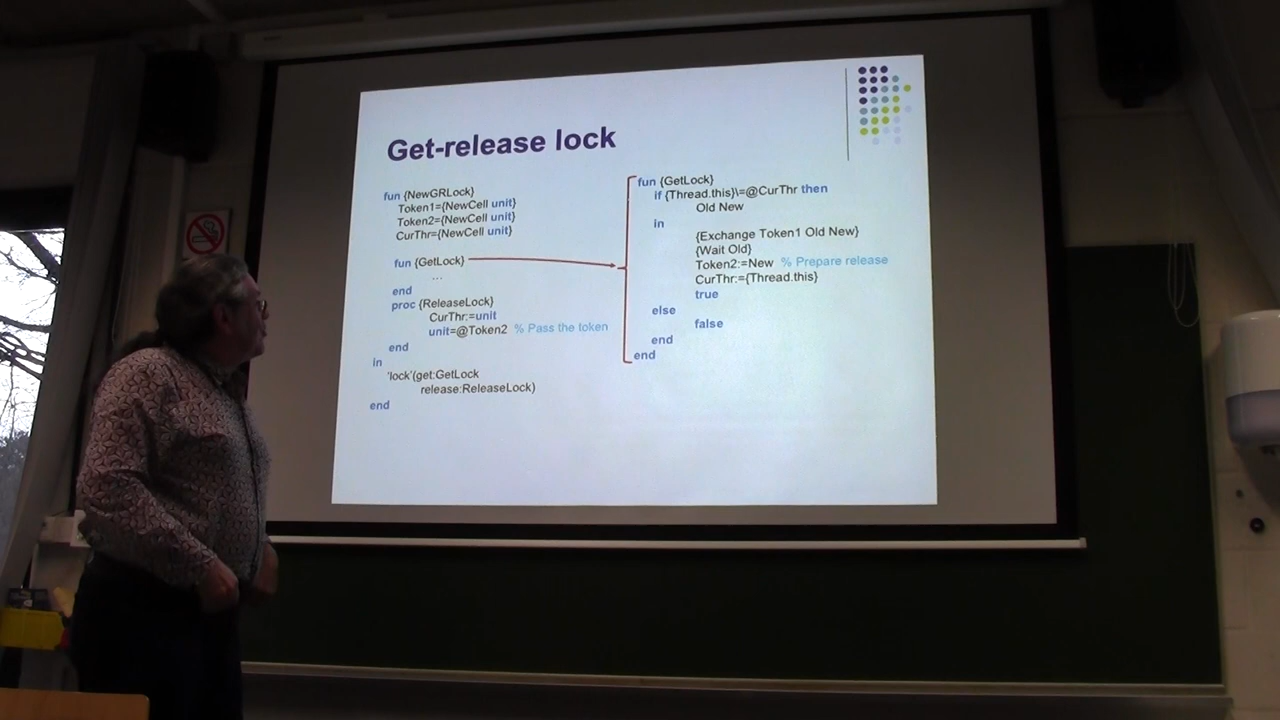 Get-release lock
fun {NewGRLock}
Token1={NewCell unit}
Token2={NewCell unit}
CurThr={NewCell unit}
fun {GetLock}
...
end
proc {ReleaseLock}
CurThr:=unit
unit=@Token2 % Pass the token
end
in
'lock'(get:GetLock
release:ReleaseLock)
end
fun {GetLock}
if {Thread.this}\=@CurThr then
Old New
in
{Exchange Token1 Old New}
{Wait Old}
Token2:=New % Prepare release
CurThr:={Thread.this}
true
else
false
end
end